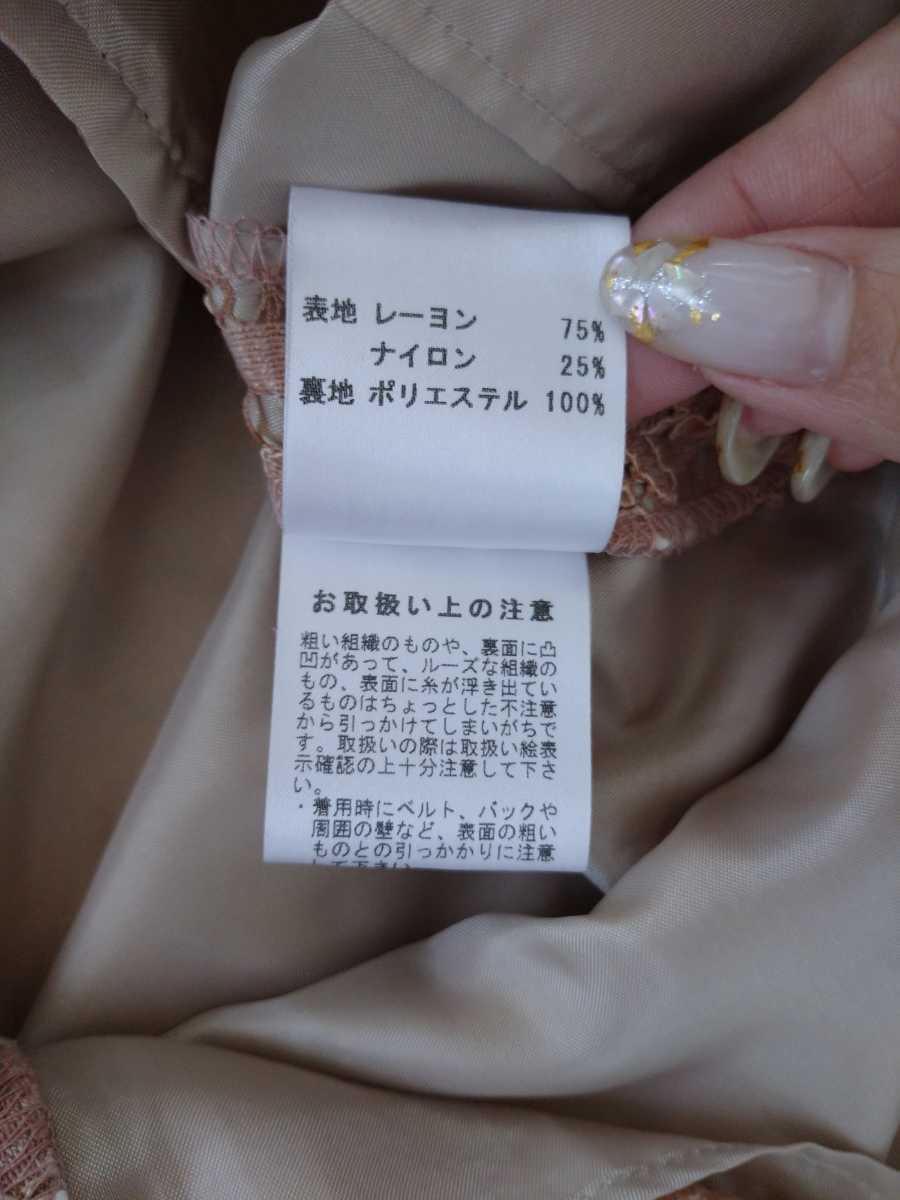 表地 レーヨン 75%
ナイロン 25%
裏地 ポリエステル 100%
お取扱い上の注意
粗い組織のものや、裏面に凸
凹があって、ルーズな組織の
もの、表面に糸が浮き出てい
るものはちょっとした不注意
から引っかけてしまいがちで
す。取扱いの際は取扱い絵表
示確認の上十分注意して下さ
い。
・着用時にベルト、バックや
周囲の壁など、表面の粗い
ものとの引っかかりに注意
して下さい。